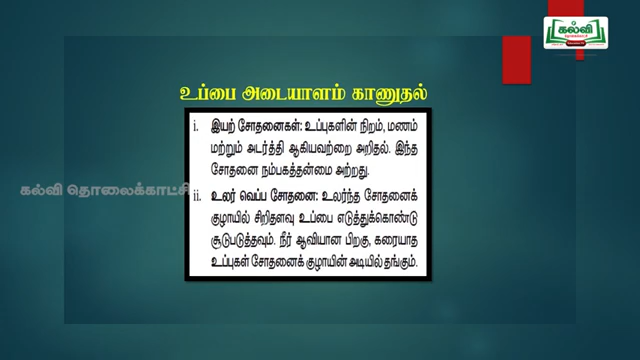 கல்வி
உப்பை அடையாளம் காணுதல்
i. இயற் சோதனைகள்: உப்புகளின் நிறம், மணம்
மற்றும் அடர்த்தி ஆகியவற்றை அறிதல். இந்த
சோதனை நம்பகத்தன்மை அற்றது.
கல்வி தொலைக்காட்சி
ii. உலர் வெப்ப சோதனை: உலர்ந்த சோதனைக்
குழாயில் சிறிதளவு உப்பை எடுத்துக்கொண்டு
சூடுபடுத்தவும். நீர் ஆவியான பிறகு, கரையாத
உப்புகள் சோதனைக் குழாயின் அடியில் தங்கும்.